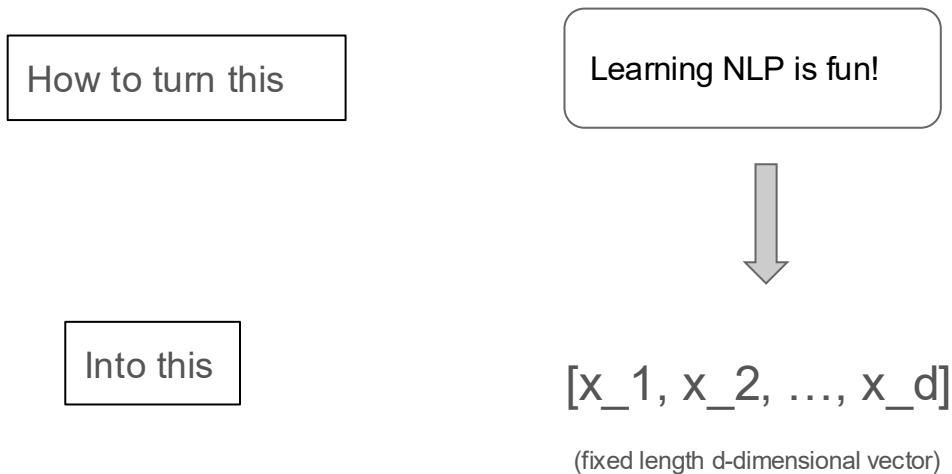 How to turn this
Learning NLP is fun!
Into this
[x_1, x_2, …, x_d]
(fixed length d-dimensional vector)